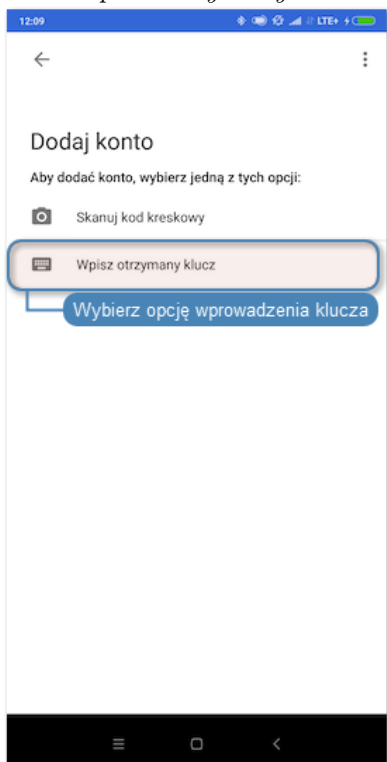 12:09 LTE+
Dodaj konto
Aby dodać konto, wybierz jedną z tych opcji:
Skanuj kod kreskowy
Wpisz otrzymany klucz
Wybierz opcję wprowadzenia klucza